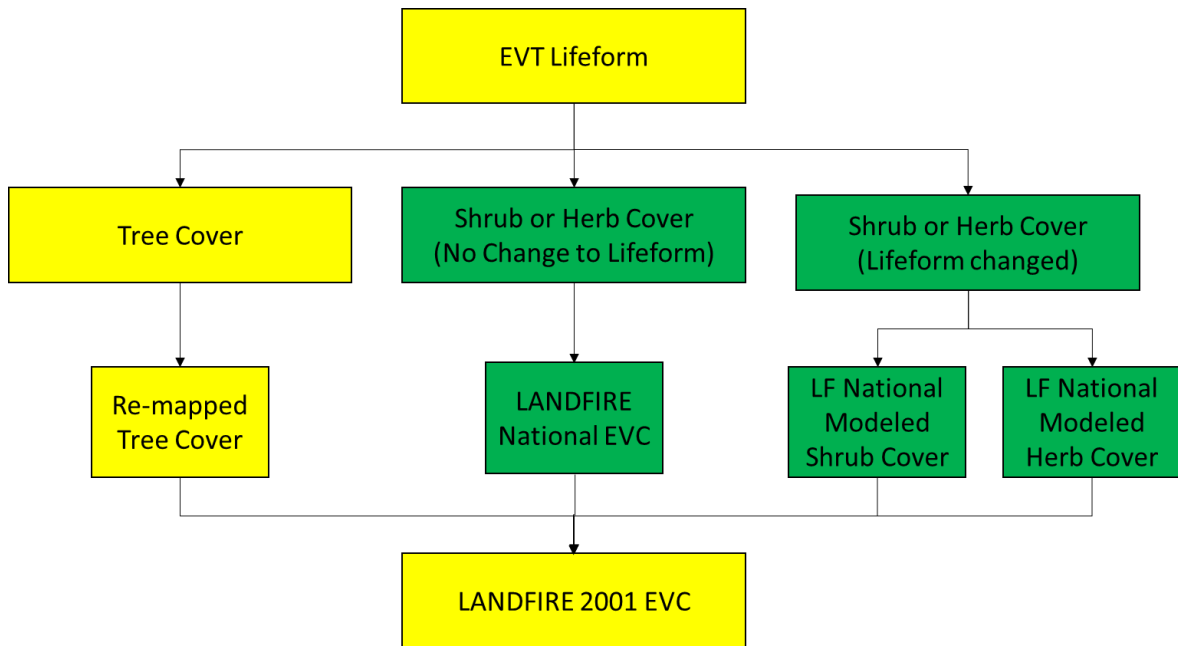 EVT Lifeform
Tree Cover
Shrub or Herb Cover
(No Change to Lifeform)
Shrub or Herb Cover
(Lifeform changed)
Re-mapped
Tree Cover
LANDFIRE
National EVC
LF National
Modeled
Shrub Cover
LF National
Modeled
Herb Cover
LANDFIRE 2001 EVC